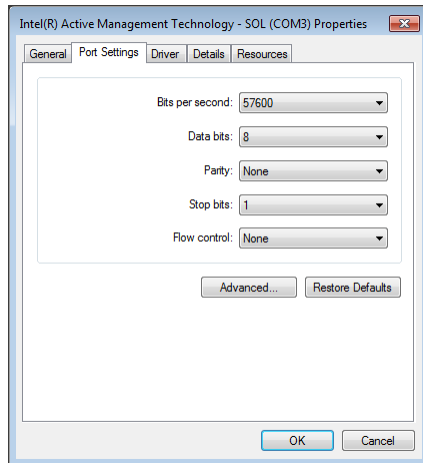 Intel(R) Active Management Technology - SOL (COM3) Properties
General Port Settings Driver Details Resources
Bits per second: 57600
Data bits: 8
Parity: None
Stop bits: 1
Flow control: None
Advanced... Restore Defaults
OK Cancel